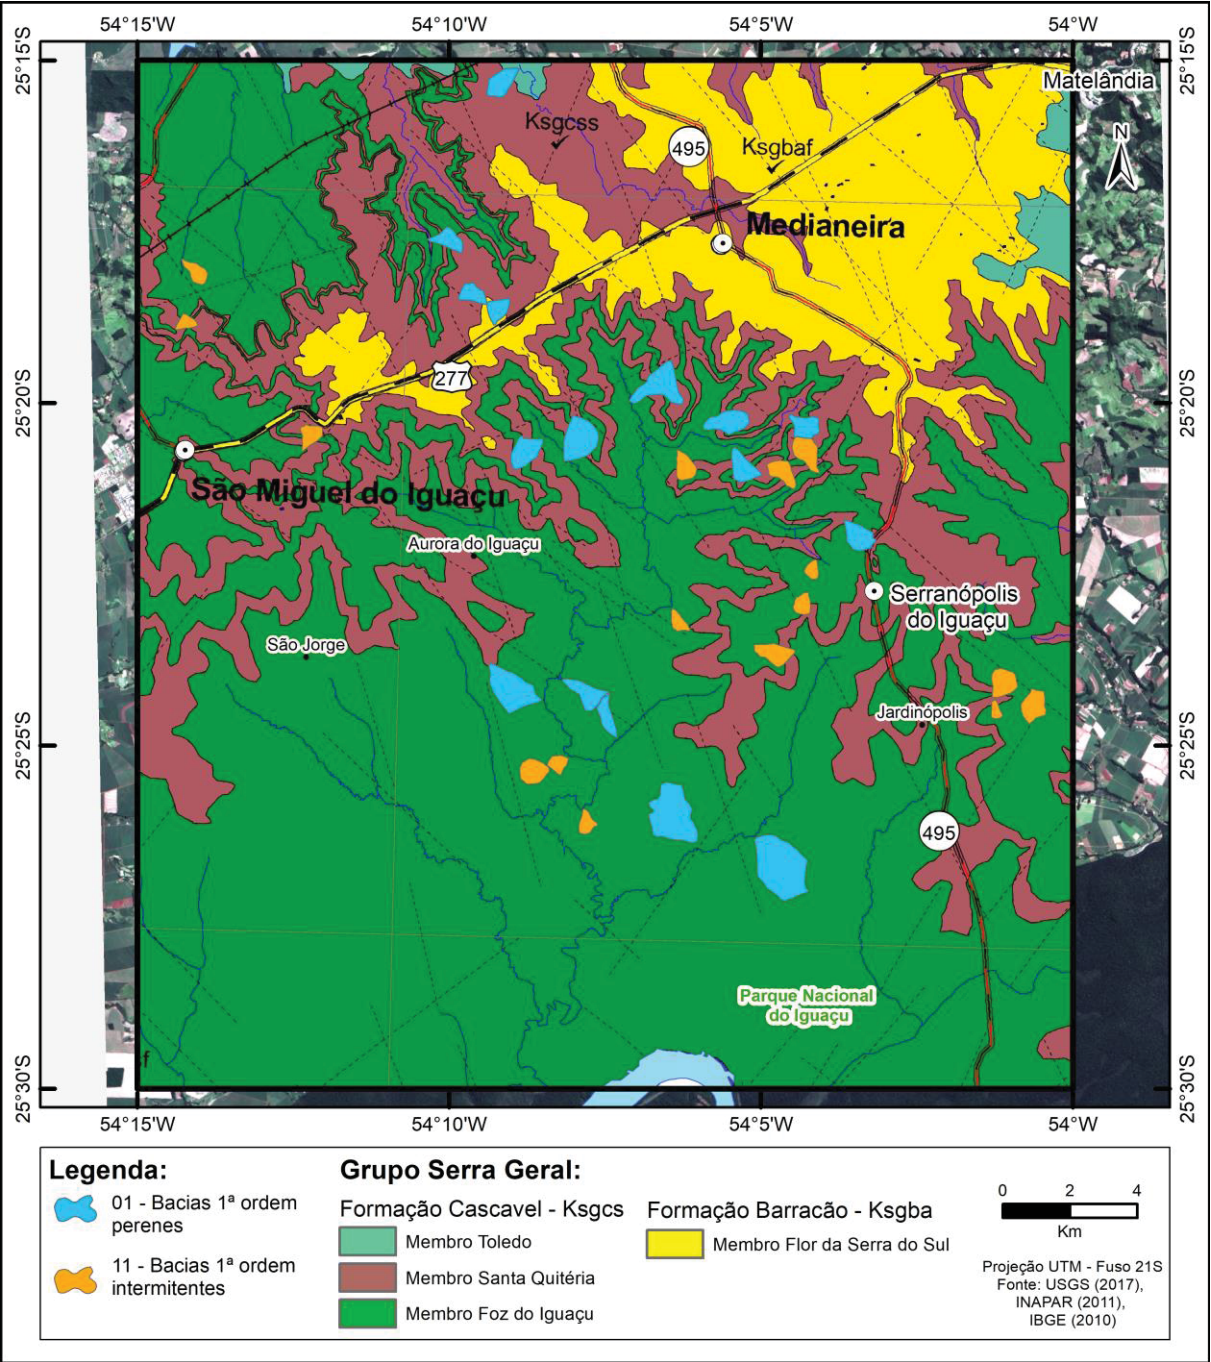 54°15'W
54°10'W
54°5'W
54°W
25°15'S
25°15'S
Matelândia
N
Ksgcss
495
Ksgbaf
Medianeira
277
25°20'S
25°20'S
São Miguel do Iguaçu
Aurora do Iguaçu
Serranópolis
do Iguaçu
São Jorge
Jardinópolis
25°25'S
25°25'S
495
Parque Nacional
do Iguaçu
sf
25°30'S
25°30'S
54°15'W
54°10'W
54°5'W
54°W
Legenda:
01 - Bacias 1ª ordem
perenes
11 - Bacias 1ª ordem
intermitentes
Grupo Serra Geral:
Formação Cascavel - Ksgcs
Membro Toledo
Membro Santa Quitéria
Membro Foz do Iguaçu
Formação Barracão - Ksgba
Membro Flor da Serra do Sul
0 2 4
Km
Projeção UTM - Fuso 21S
Fonte: USGS (2017),
INAPAR (2011),
IBGE (2010)